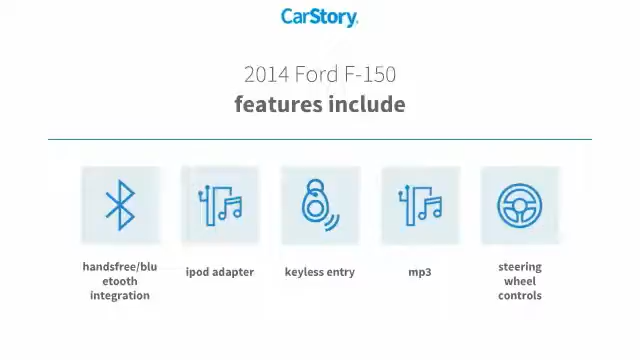 CarStory.
2014 Ford F-150
features include
handsfree/blu
etooth
integration
ipod adapter
keyless entry
mp3
steering
wheel
controls